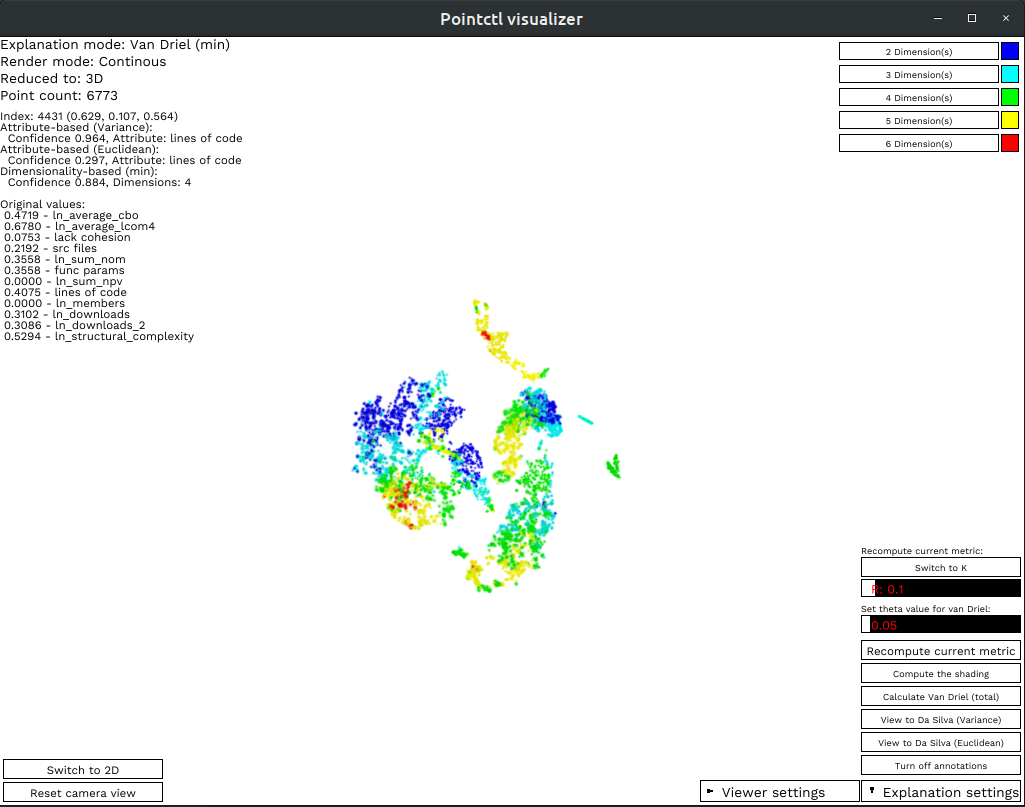 Pointctl visualizer
Explanation mode: Van Driel (min)
Render mode: Continous
Reduced to: 3D
Point count: 6773
Index: 4431 (0.629, 0.107, 0.564)
Attribute-based (Variance):
Confidence 0.964, Attribute: lines of code
Attribute-based (Euclidean):
Confidence 0.297, Attribute: lines of code
Dimensionality-based (min):
Confidence 0.884, Dimensions: 4
Original values:
0.4719 - ln_average_cbo
0.6780 - ln_average_lcom4
0.0753 - lack cohesion
0.2192 - src files
0.3558 - ln_sum_nom
0.3558 - func params
0.0000 - ln_sum_npv
0.4075 - lines of code
0.0000 - ln_members
0.3102 - ln_downloads
0.3086 - ln_downloads_2
0.5294 - ln_structural_complexity
2 Dimension(s)
3 Dimension(s)
4 Dimension(s)
5 Dimension(s)
6 Dimension(s)
Recompute current metric:
Switch to K
R: 0.1
Set theta value for van Driel:
0.05
Recompute current metric
Compute the shading
Calculate Van Driel (total)
View to Da Silva (Variance)
View to Da Silva (Euclidean)
Turn off annotations
Switch to 2D
Reset camera view
Viewer settings
Explanation settings